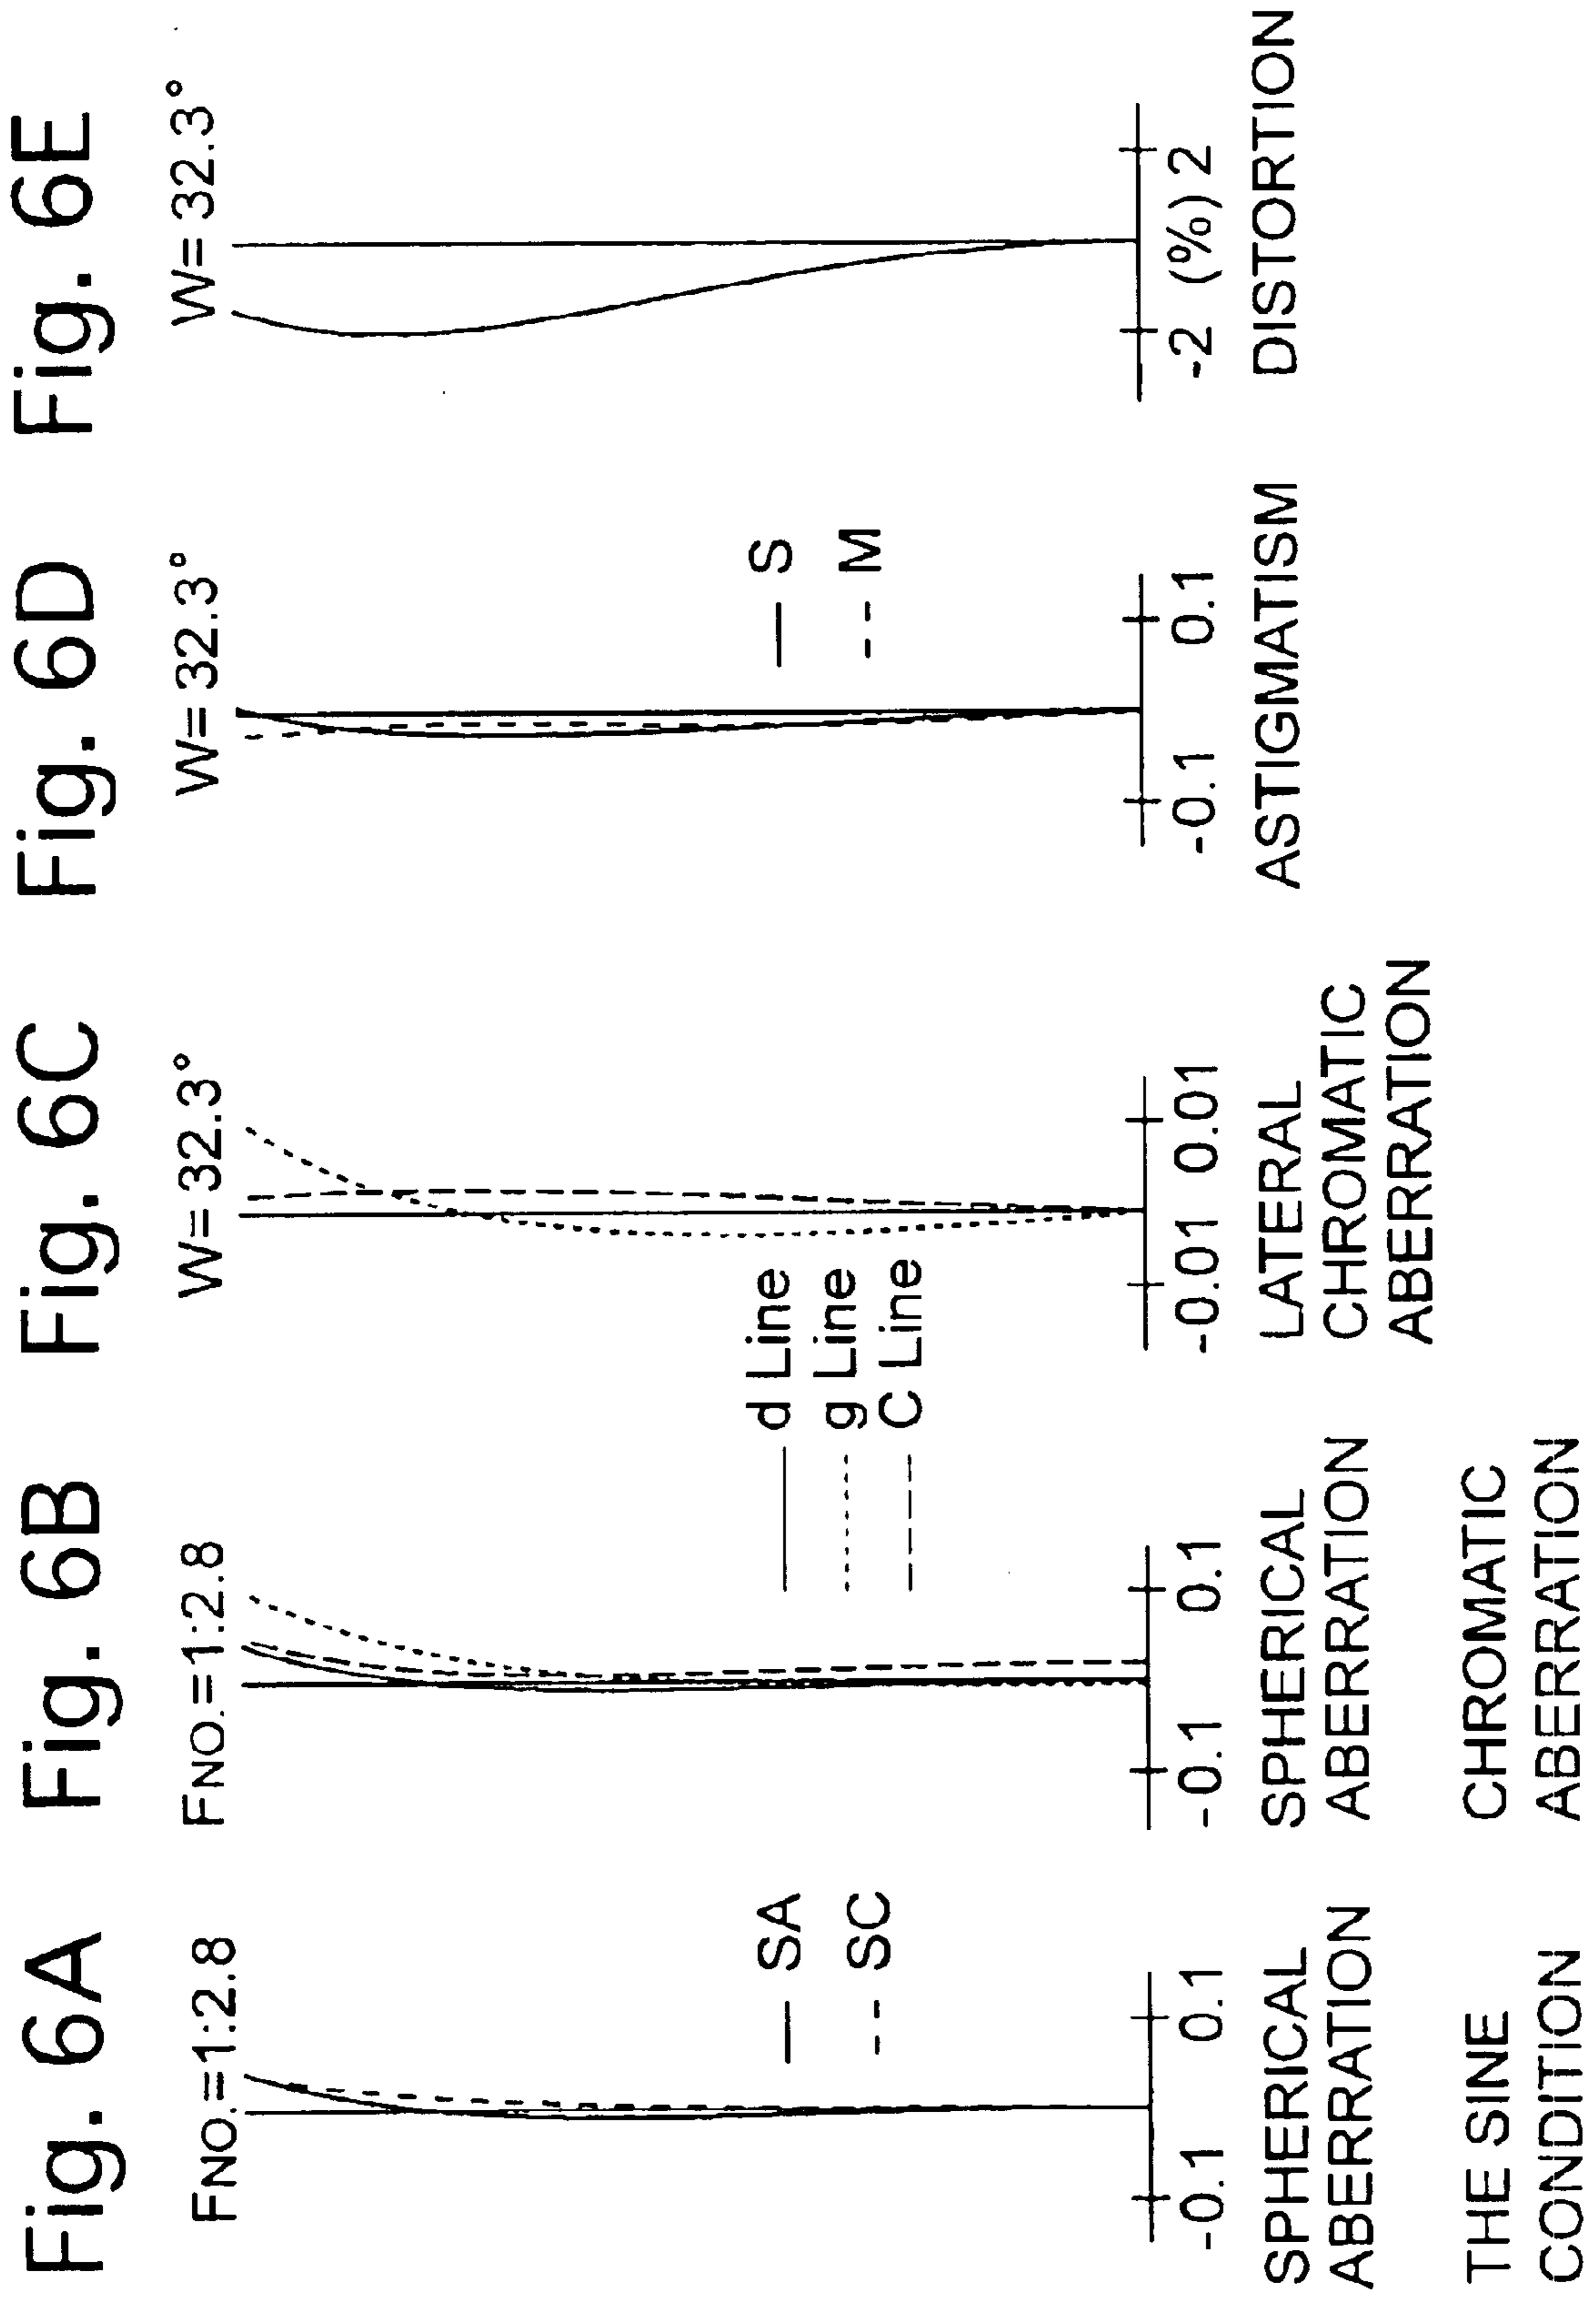 Fig. 6A
FNO.=1:2.8
SA
SC
-0.1
0.1
SPHERICAL
ABERRATION
THE SINE
CONDITION
Fig. 6B
FNO.=1:2.8
d Line
g Line
C Line
-0.1
0.1
SPHERICAL
ABERRATION
CHROMATIC
ABERRATION
Fig. 6C
W=32.3°
-0.01
0.01
LATERAL
CHROMATIC
ABERRATION
Fig. 6D
W=32.3°
S
M
-0.1
0.1
ASTIGMATISM
Fig. 6E
W=32.3°
-2 (%) 2
DISTORTION